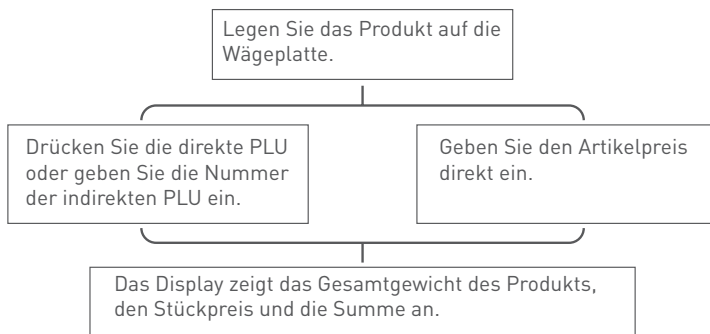 Legen Sie das Produkt auf die
Wägeplatte.
Drücken Sie die direkte PLU
oder geben Sie die Nummer
der indirekten PLU ein.
Geben Sie den Artikelpreis
direkt ein.
Das Display zeigt das Gesamtgewicht des Produkts,
den Stückpreis und die Summe an.